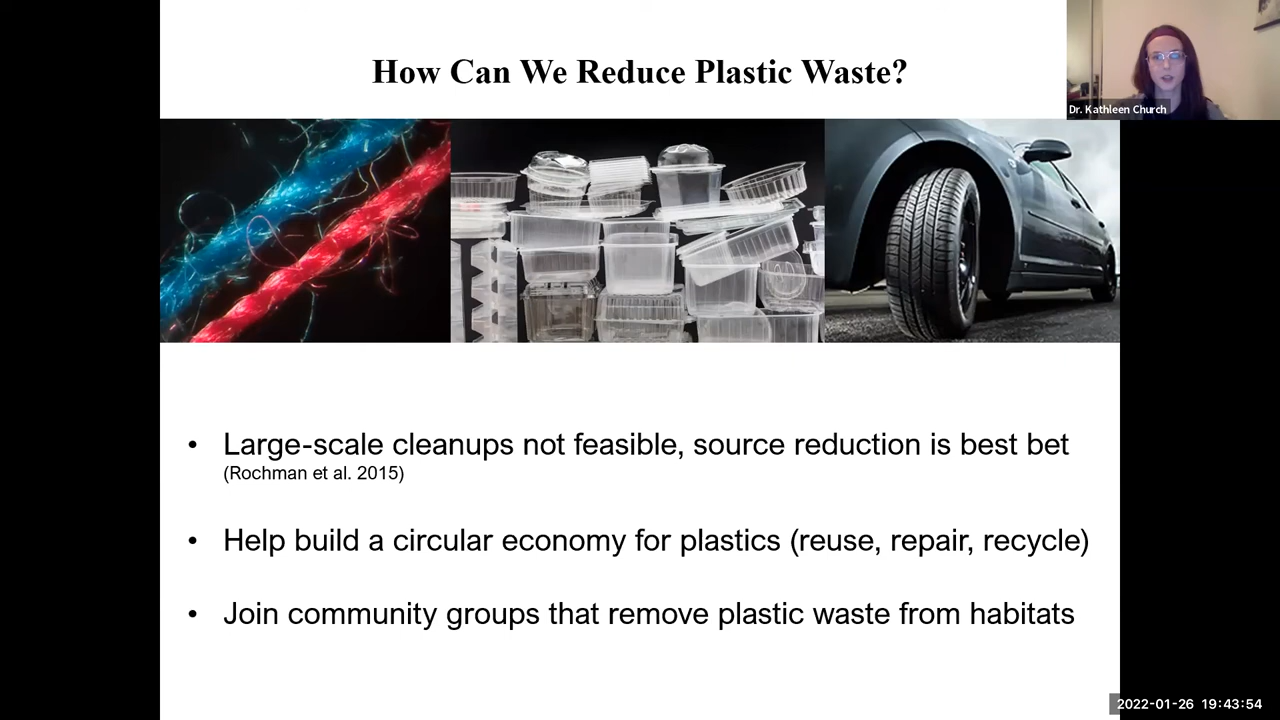 How Can We Reduce Plastic Waste?
Dr. Kathleen Church
• Large-scale cleanups not feasible, source reduction is best bet
(Rochman et al. 2015)
• Help build a circular economy for plastics (reuse, repair, recycle)
• Join community groups that remove plastic waste from habitats
2022-01-26 19:43:54